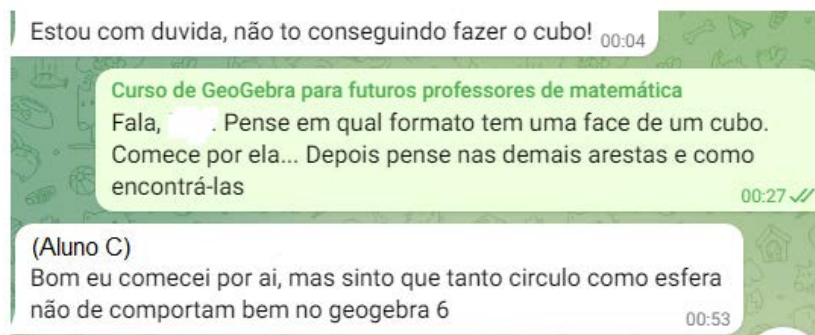 Estou com duvida, não to conseguindo fazer o cubo! 00:04
Curso de GeoGebra para futuros professores de matemática
Fala, . Pense em qual formato tem uma face de um cubo.
Comece por ela... Depois pense nas demais arestas e como
encontrá-las
00:27
(Aluno C)
Bom eu comecei por ai, mas sinto que tanto circulo como esfera
não de comportam bem no geogebra 6
00:53